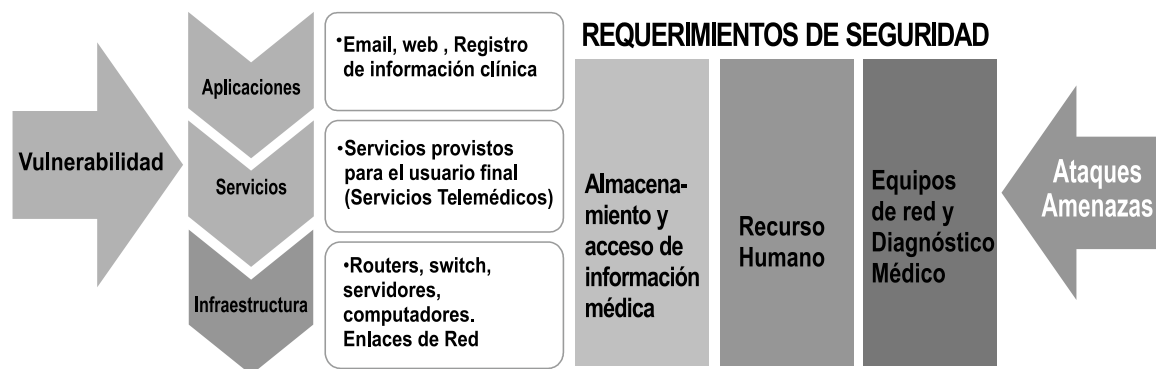 Vulnerabilidad
Aplicaciones
•Email, web , Registro
de información clínica
Servicios
•Servicios provistos
para el usuario final
(Servicios Telemédicos)
Infraestructura
•Routers, switch,
servidores,
computadores.
Enlaces de Red
REQUERIMIENTOS DE SEGURIDAD
Almacena-
miento y
acceso de
información
médica
Recurso
Humano
Equipos
de red y
Diagnóstico
Médico
Ataques
Amenazas